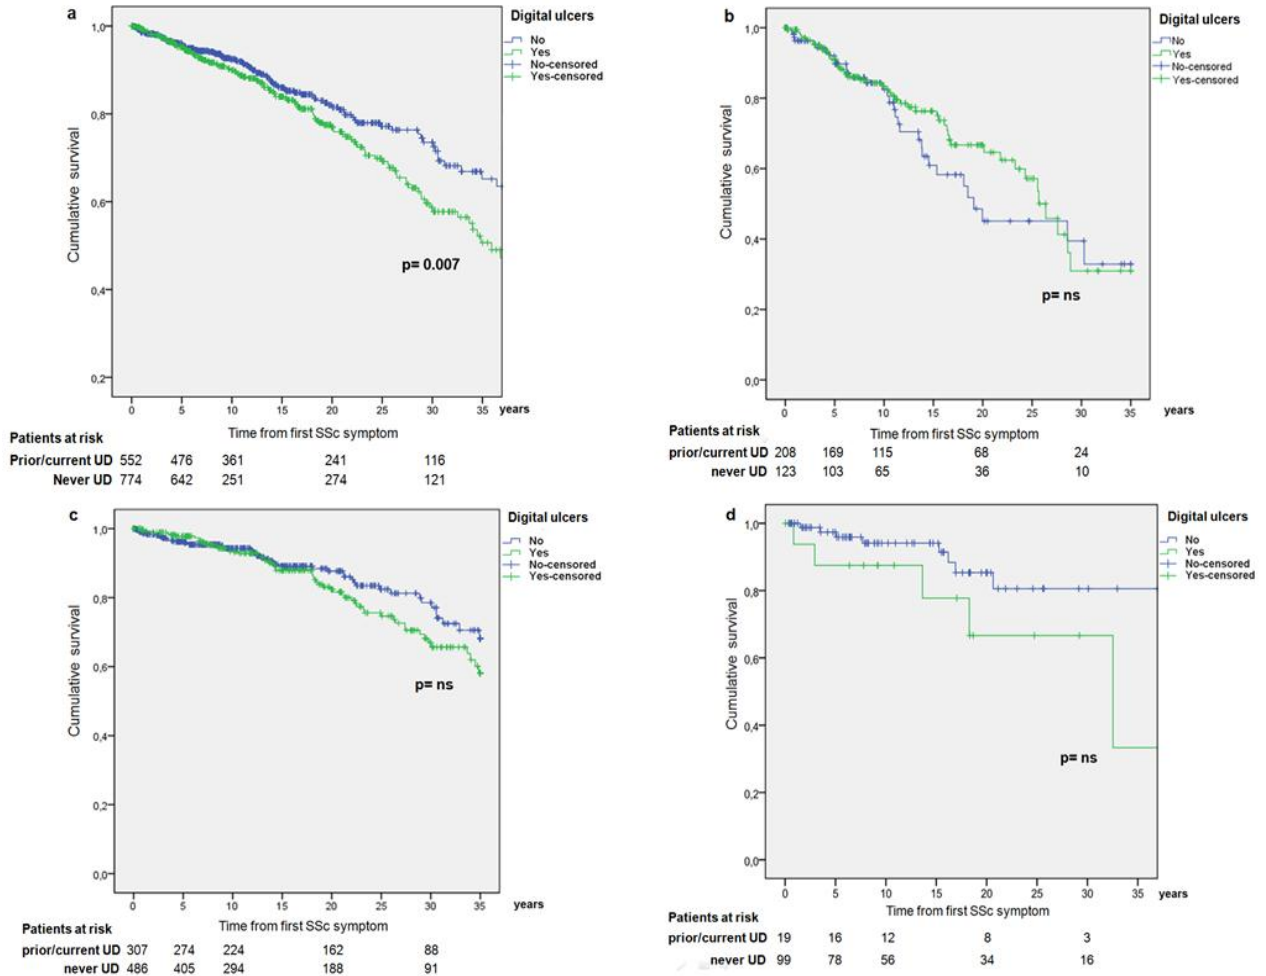 a
Digital ulcers
No
Yes
No-censored
Yes-censored
1,0
0,8
0,6
0,4
0,2
Cumulative survival
p= 0.007
0 5 10 15 20 25 30 35 years
Time from first SSc symptom
Patients at risk
Prior/current UD 552 476 361 241 116
Never UD 774 642 251 274 121
b
Digital ulcers
No
Yes
No-censored
Yes-censored
1,0
0,8
0,6
0,4
0,2
0,0
Cumulative survival
p= ns
0 5 10 15 20 25 30 35 years
Time from first SSc symptom
Patients at risk
prior/current UD 208 169 115 68 24
never UD 123 103 65 36 10
c
Digital ulcers
No
Yes
No-censored
Yes-censored
1,0
0,8
0,6
0,4
0,2
0,0
Cumulative survival
p= ns
0 5 10 15 20 25 30 35 years
Time from first SSc symptom
Patients at risk
prior/current UD 307 274 224 162 88
never UD 486 405 294 188 91
d
Digital ulcers
No
Yes
No-censored
Yes-censored
1,0
0,8
0,6
0,4
0,2
0,0
Cumulative survival
p= ns
0 5 10 15 20 25 30 35 years
Time from first SSc symptom
Patients at risk
prior/current UD 19 16 12 8 3
never UD 99 78 56 34 16